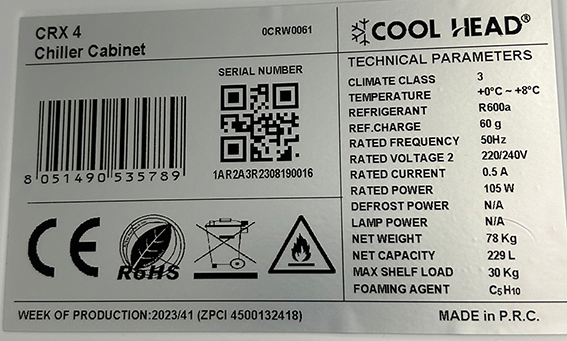 CRX 4
0CRW0061
Chiller Cabinet
SERIAL NUMBER
8 051490 535789
1AR2A3R2308190016
CE
RoHS
COOL HEAD®
TECHNICAL PARAMETERS
CLIMATE CLASS 3
TEMPERATURE +0°C ~ +8°C
REFRIGERANT R600a
REF.CHARGE 60 g
RATED FREQUENCY 50Hz
RATED VOLTAGE 2 220/240V
RATED CURRENT 0.5 A
RATED POWER 105 W
DEFROST POWER N/A
LAMP POWER N/A
NET WEIGHT 78 Kg
NET CAPACITY 229 L
MAX SHELF LOAD 30 Kg
FOAMING AGENT C5H10
WEEK OF PRODUCTION:2023/41 (ZPCI 4500132418)
MADE in P.R.C.